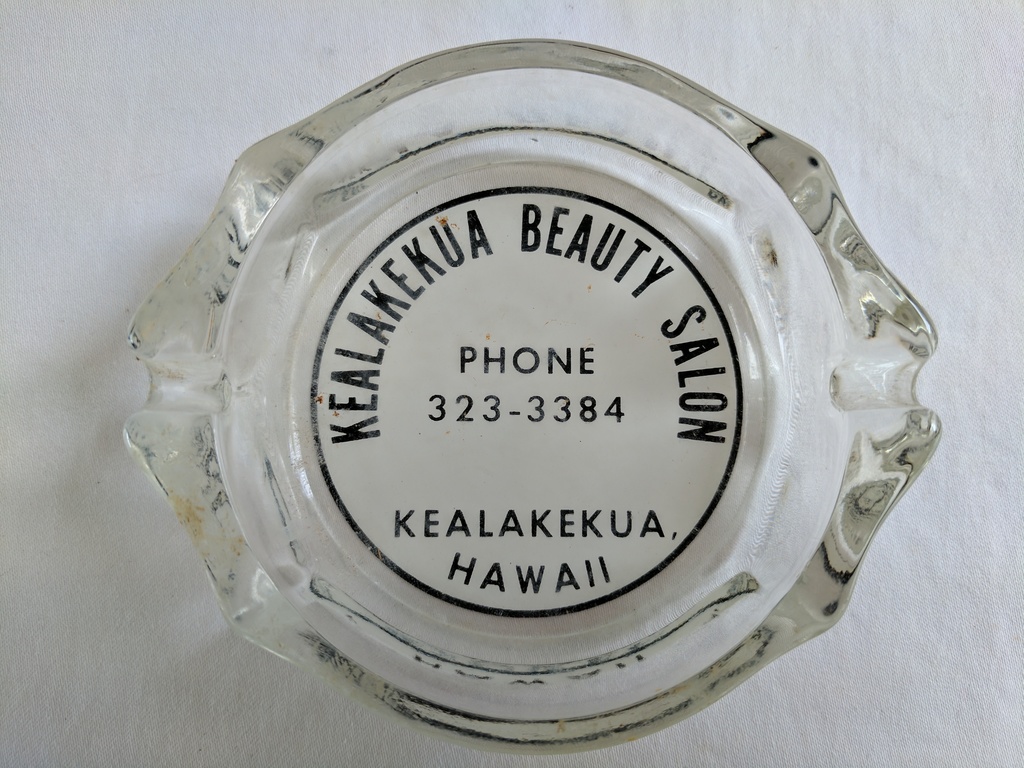 KEALAKEKUA BEAUTY SALON
PHONE
323-3384
KEALAKEKUA,
HAWAII